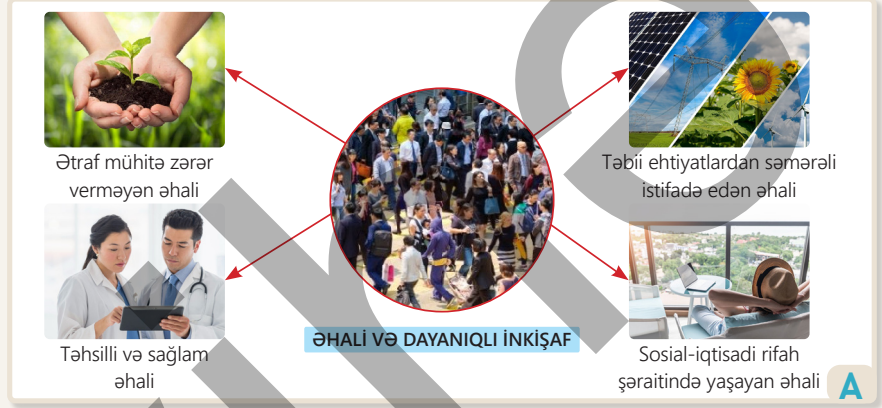 Ətraf mühitə zərər
verməyən əhali
Təbii ehtiyatlardan səmərəli
istifadə edən əhali
Təhsilli və sağlam
əhali
ƏHALİ VƏ DAYANIQLI İNKİŞAF
Sosial-iqtisadi rifah
şəraitində yaşayan əhali
A